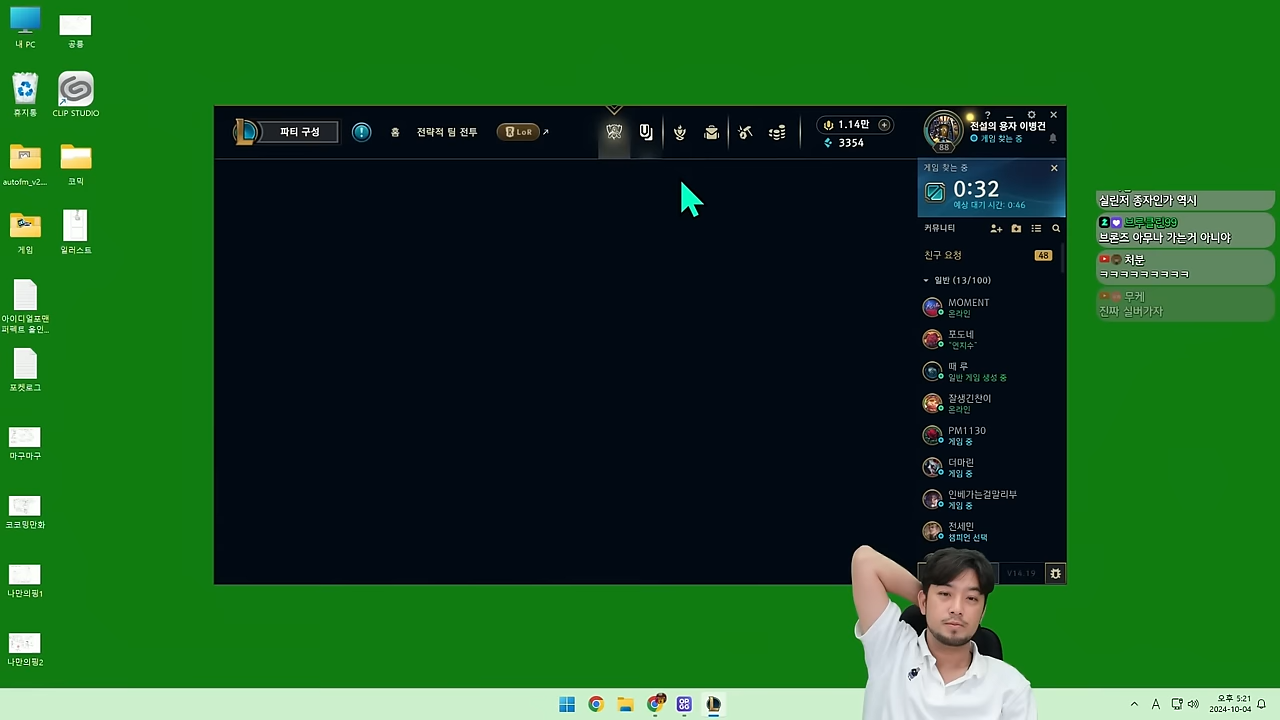 내 PC
공룡
휴지통
CLIP STUDIO
autofm_v2...
코믹
게임
일러스트
아이디얼포맨
퍼펙트 올인...
포켓로그
마구마구
코코밍만화
나만의핑1
나만의핑2
파티 구성
홈
전략적 팀 전투
LoR
1.14만
3354
88
전설의 용자 이병건
게임 찾는 중
게임 찾는 중
0:32
예상 대기 시간: 0:46
커뮤니티
친구 요청
48
일반 (13/100)
MOMENT
온라인
포도네
"연지수"
때 루
일반 게임 생성 중
잘생긴찬이
온라인
PM1130
게임 중
더마린
게임 중
인베가는걸말리부
게임 중
전세민
챔피언 선택
V14.19
실린저 종자인가 역시
브루클린99
브론즈 아무나 가는거 아니야
처분
ㅋㅋㅋㅋㅋㅋㅋㅋㅋ
무케
진짜 실버가자
A
오후 5:21
2024-10-04